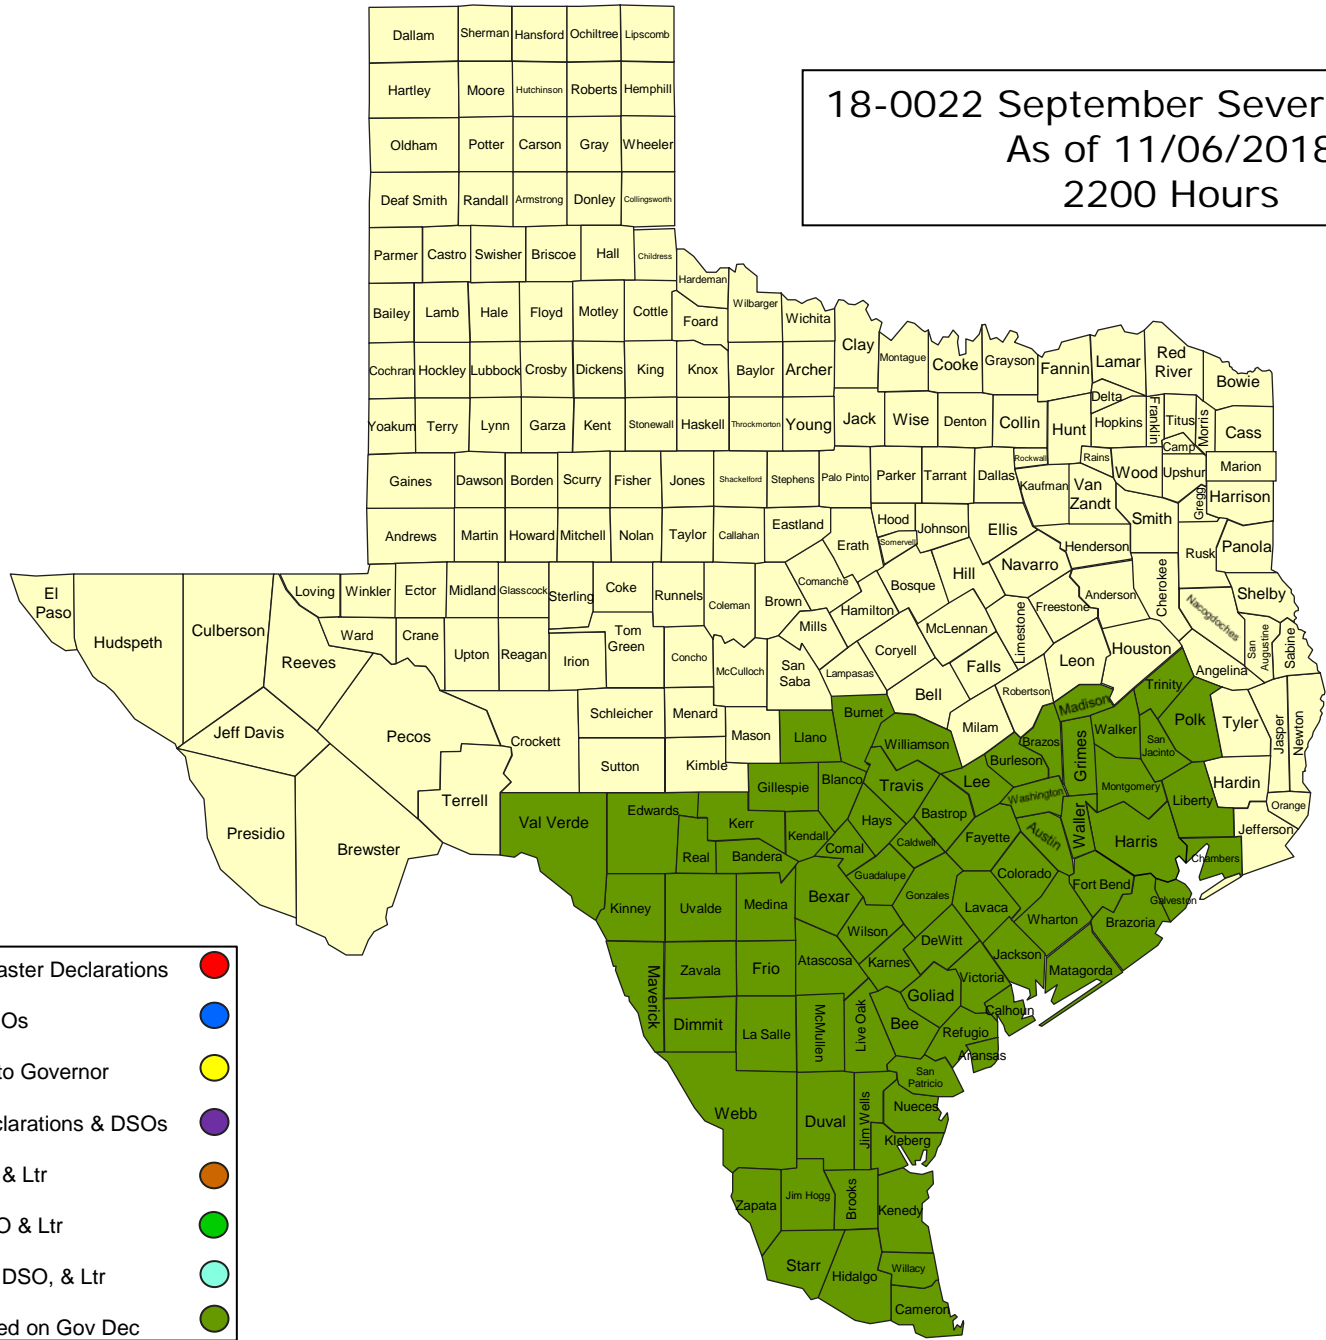 Dallam Sherman Hansford Ochiltree Lipscomb
Hartley Moore Hutchinson Roberts Hemphill
18-0022 September Sever
As of 11/06/2018
2200 Hours
Oldham Potter Carson Gray Wheeler
Deaf Smith Randall Armstrong Donley Collingsworth
Parmer Castro Swisher Briscoe Hall Childress
Hardeman
Bailey Lamb Hale Floyd Motley Cottle Foard Wilbarger Wichita
Clay Montague Cooke Grayson Fannin Lamar
Red
River
Bowie
Cochran Hockley Lubbock Crosby Dickens King Knox Baylor Archer
Delta
Yoakum Terry Lynn Garza Kent Stonewall Haskell Throckmorton Young Jack Wise Denton Collin Hunt Hopkins Franklin Titus Morris Cass
Camp
Rockwall Rains Wood Upshur Marion
Gaines Dawson Borden Scurry Fisher Jones Shackelford Stephens Palo Pinto Parker Tarrant Dallas Kaufman
Van
Zandt
Gregg Harrison
Smith
Andrews Martin Howard Mitchell Nolan Taylor Callahan Eastland Erath Hood Somervell Johnson Ellis Henderson Rusk Panola
El
Paso
Hudspeth Culberson Loving Winkler Ector Midland Glasscock Sterling Coke Runnels Coleman Brown Comanche Hamilton Bosque Hill Navarro Freestone Anderson Cherokee Nacogdoches Shelby
Reeves Ward Crane Upton Reagan Irion
Tom
Green
Concho McCulloch
San
Saba
Mills Lampasas Coryell McLennan Limestone Falls Leon Houston Angelina
San
Augustine
Sabine
Bell Robertson Milam
Jeff Davis Pecos Crockett Schleicher Menard Mason
Sutton Kimble
Terrell
Presidio Brewster
Tyler Jasper Newton Hardin Orange Jefferson
Burnet Llano Williamson Madison Trinity Polk
Brazos Grimes Walker
San
Jacinto
Gillespie Blanco Travis Lee Burleson Washington Montgomery Liberty
Val Verde Edwards Kerr Kendall Hays Bastrop Fayette Austin Waller Harris
Real Bandera Comal Caldwell Chambers
Guadalupe Gonzales Colorado Fort Bend Galveston
Kinney Uvalde Medina Bexar Lavaca Wharton Brazoria
Wilson DeWitt Jackson Matagorda
Maverick Zavala Frio Atascosa Karnes Victoria
Goliad Calhoun
Dimmit La Salle McMullen Live Oak Bee Refugio Aransas
San
Patricio
Webb Duval Jim Wells Nueces
Kleberg
Zapata Jim Hogg Brooks Kenedy
Starr Hidalgo Willacy
Cameron
aster Declarations
Os
to Governor
clarations & DSOs
& Ltr
O & Ltr
DSO, & Ltr
ed on Gov Dec